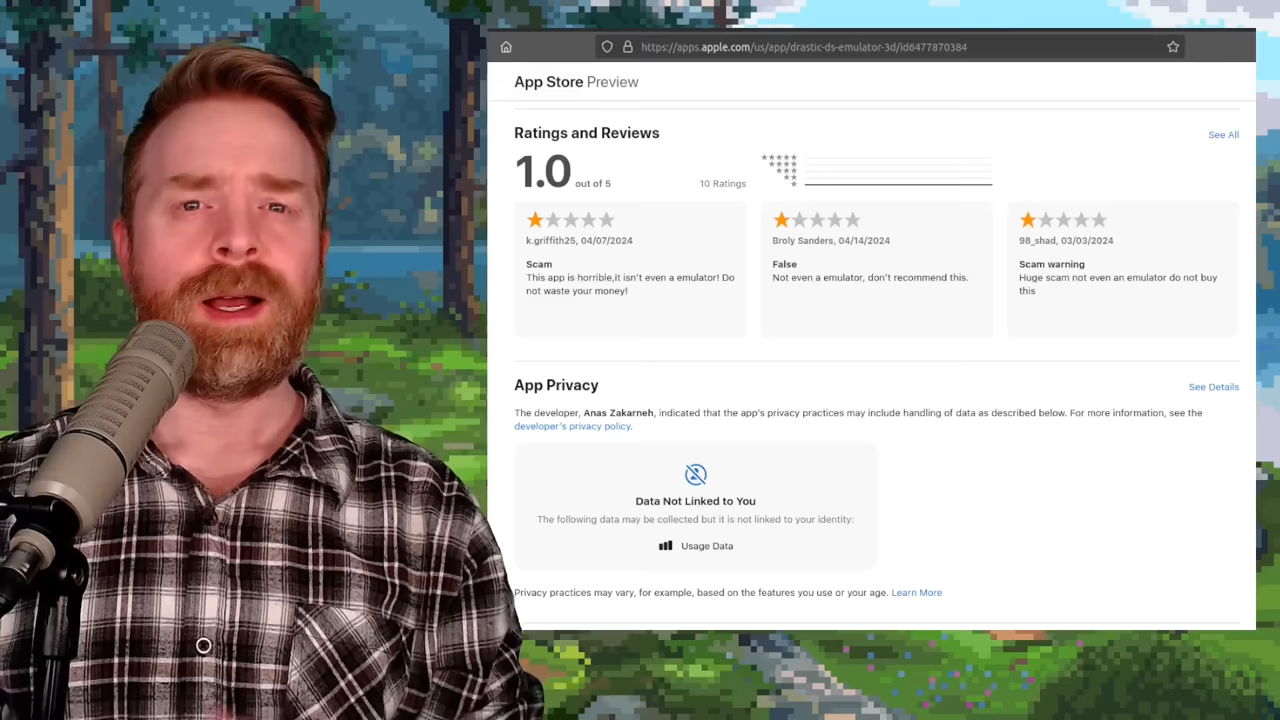 https://apps.apple.com/us/app/drastic-ds-emulator-3d/id6477870384
App Store Preview
Ratings and Reviews
See All
1.0 out of 5
10 Ratings
k.griffith25, 04/07/2024
Scam
This app is horrible,it isn't even a emulator! Do
not waste your money!
Broly Sanders, 04/14/2024
False
Not even a emulator, don't recommend this.
98_shad, 03/03/2024
Scam warning
Huge scam not even an emulator do not buy
this
App Privacy
See Details
The developer, Anas Zakarneh, indicated that the app's privacy practices may include handling of data as described below. For more information, see the
developer's privacy policy.
Data Not Linked to You
The following data may be collected but it is not linked to your identity:
Usage Data
Privacy practices may vary, for example, based on the features you use or your age. Learn More